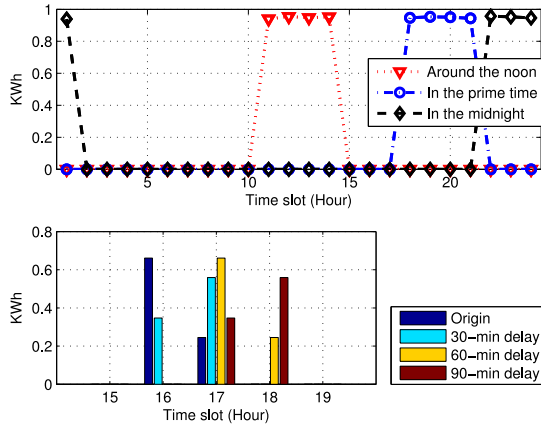 1
0.8
0.6
0.4
0.2
0
KWh
5
10
15
20
Time slot (Hour)
Around the noon
In the prime time
In the midnight
0.8
0.6
0.4
0.2
0
KWh
15
16
17
18
19
Time slot (Hour)
Origin
30−min delay
60−min delay
90−min delay